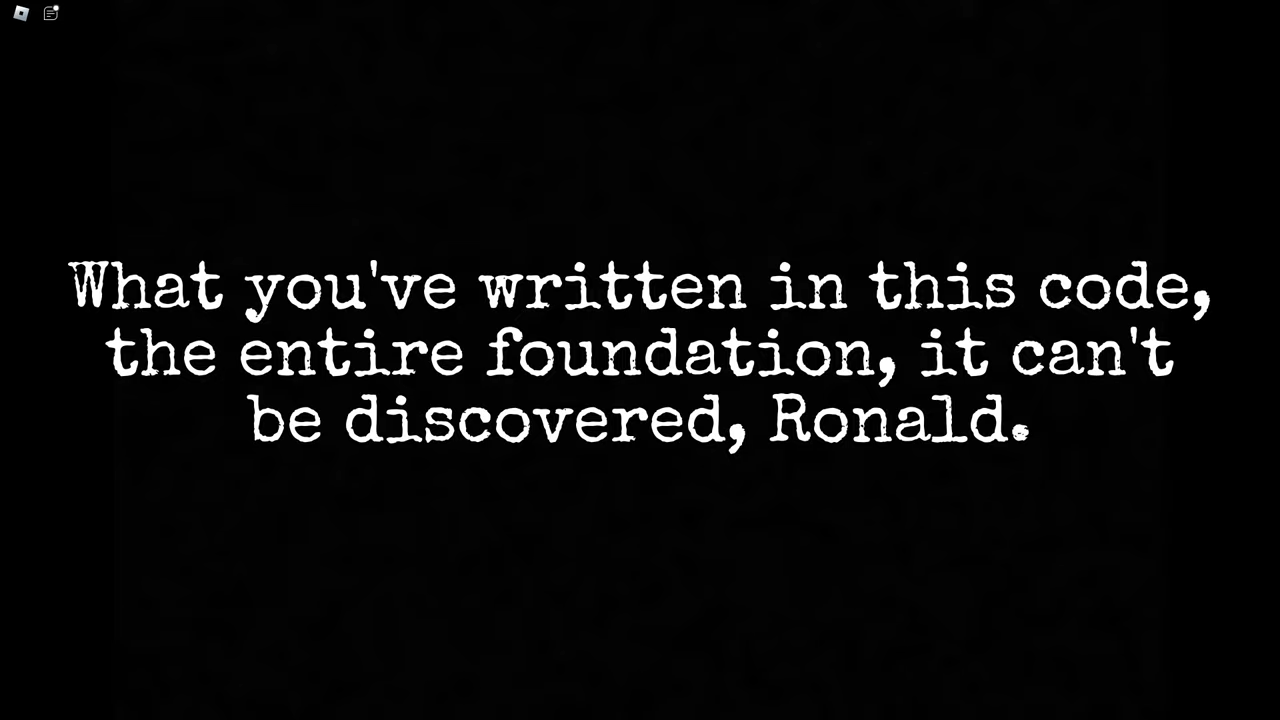 What you've written in this code,
the entire foundation, it can't
be discovered, Ronald.